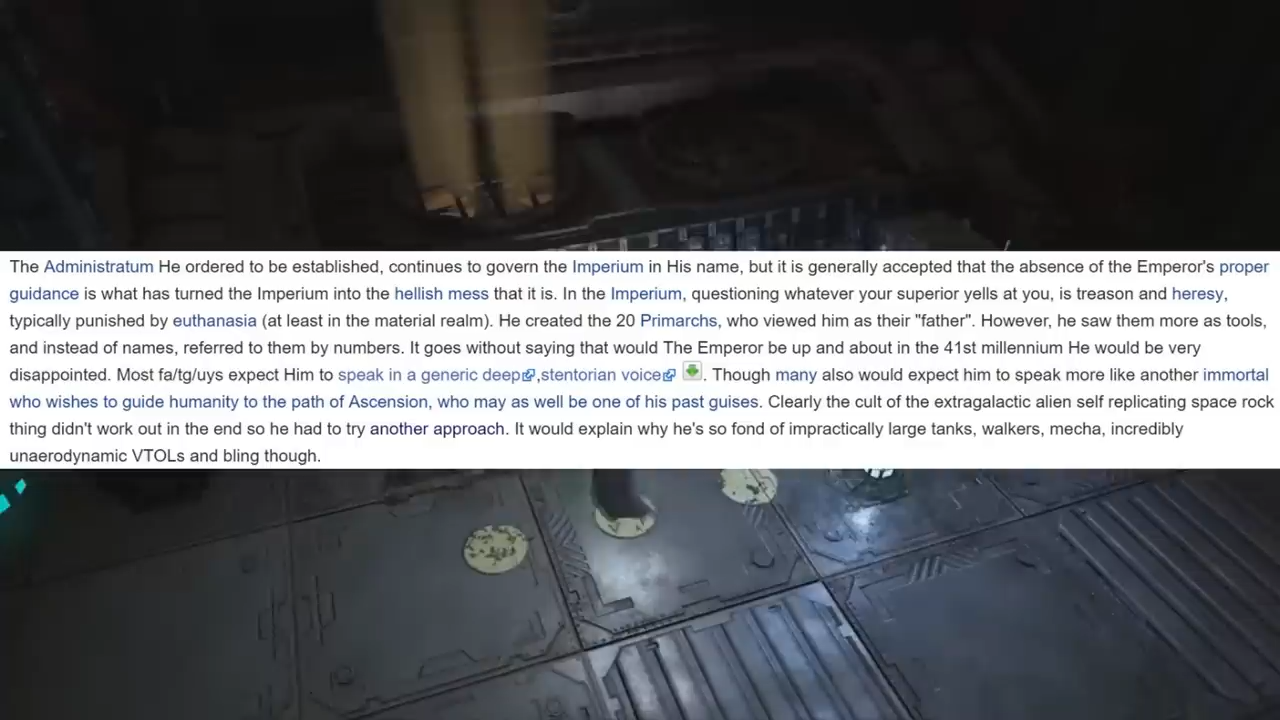 The Administratum He ordered to be established, continues to govern the Imperium in His name, but it is generally accepted that the absence of the Emperor's proper
guidance is what has turned the Imperium into the hellish mess that it is. In the Imperium, questioning whatever your superior yells at you, is treason and heresy,
typically punished by euthanasia (at least in the material realm). He created the 20 Primarchs, who viewed him as their "father". However, he saw them more as tools,
and instead of names, referred to them by numbers. It goes without saying that would The Emperor be up and about in the 41st millennium He would be very
disappointed. Most fa/tg/uys expect Him to speak in a generic deep,stentorian voice . Though many also would expect him to speak more like another immortal
who wishes to guide humanity to the path of Ascension, who may as well be one of his past guises. Clearly the cult of the extragalactic alien self replicating space rock
thing didn't work out in the end so he had to try another approach. It would explain why he's so fond of impractically large tanks, walkers, mecha, incredibly
unaerodynamic VTOLs and bling though.